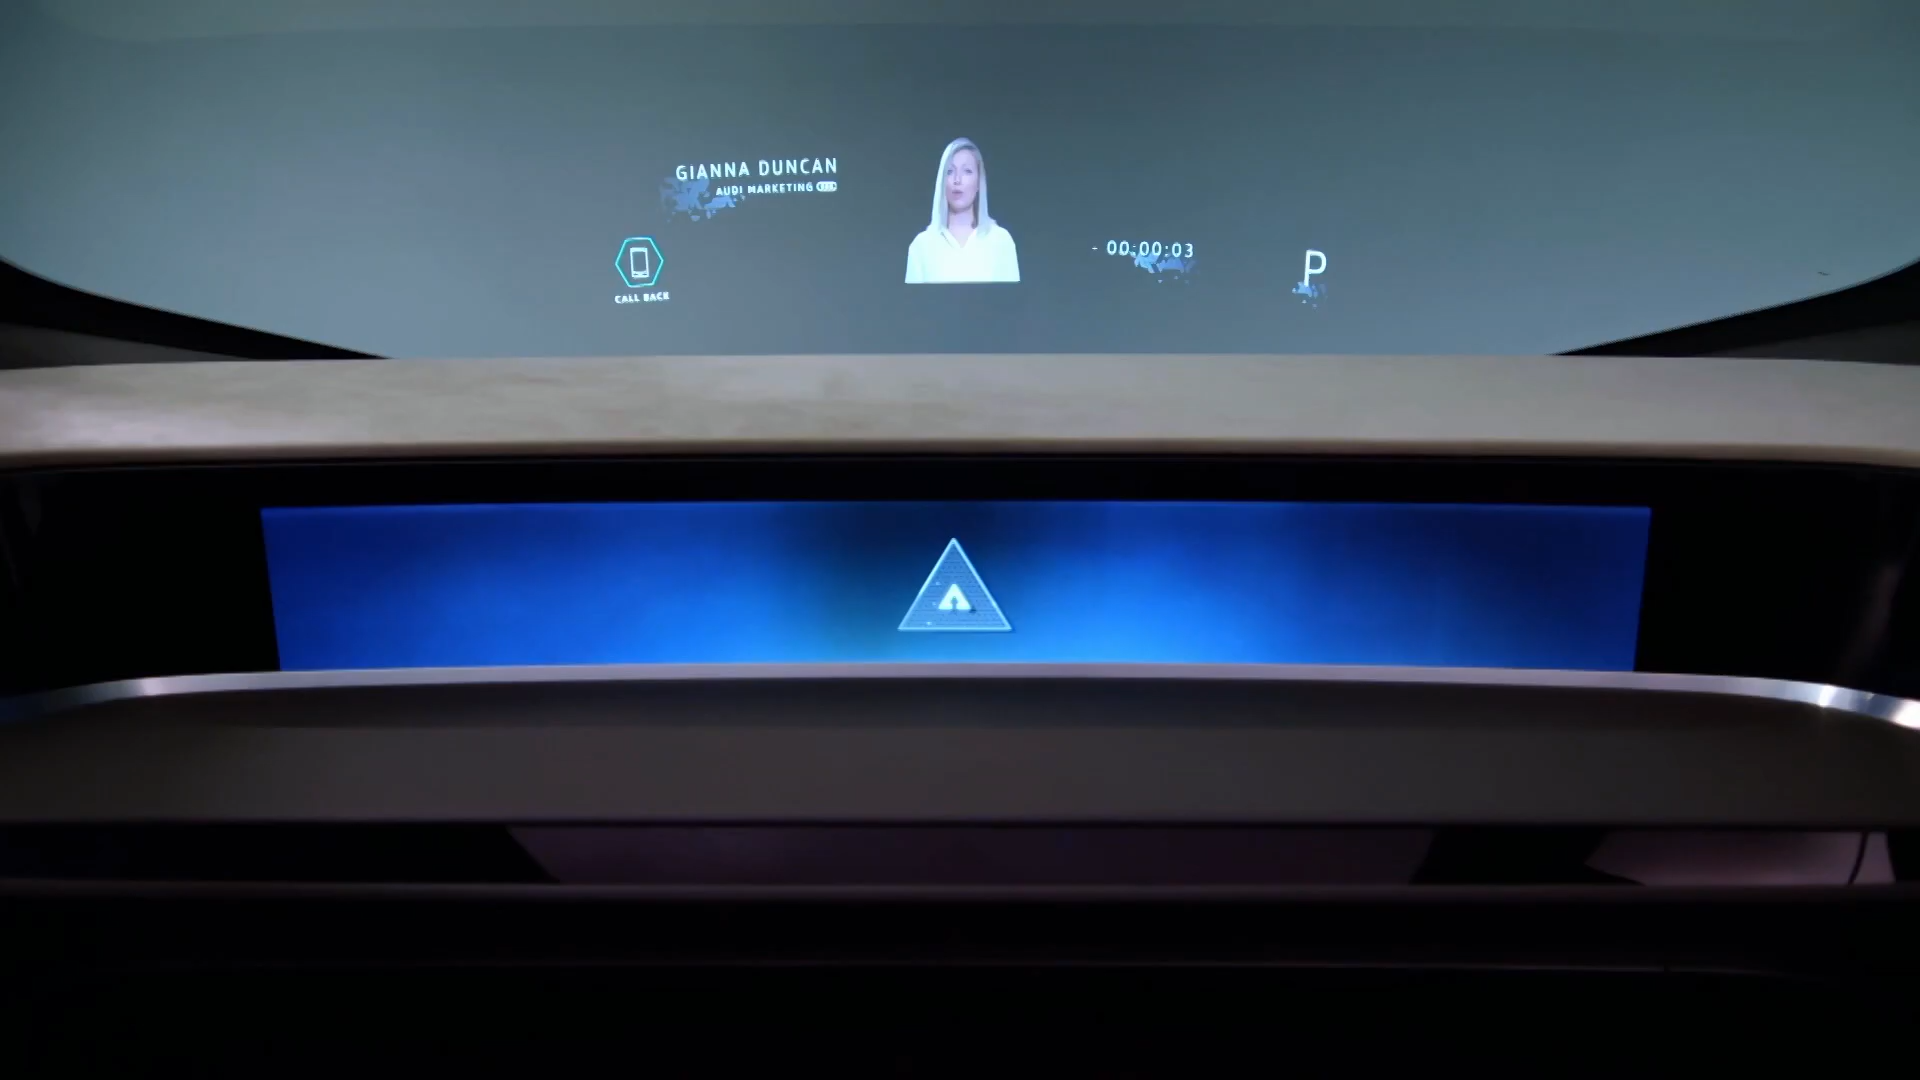 GIANNA DUNCAN
AUDI MARKETING
- 00:00:03
P
CALL BACK